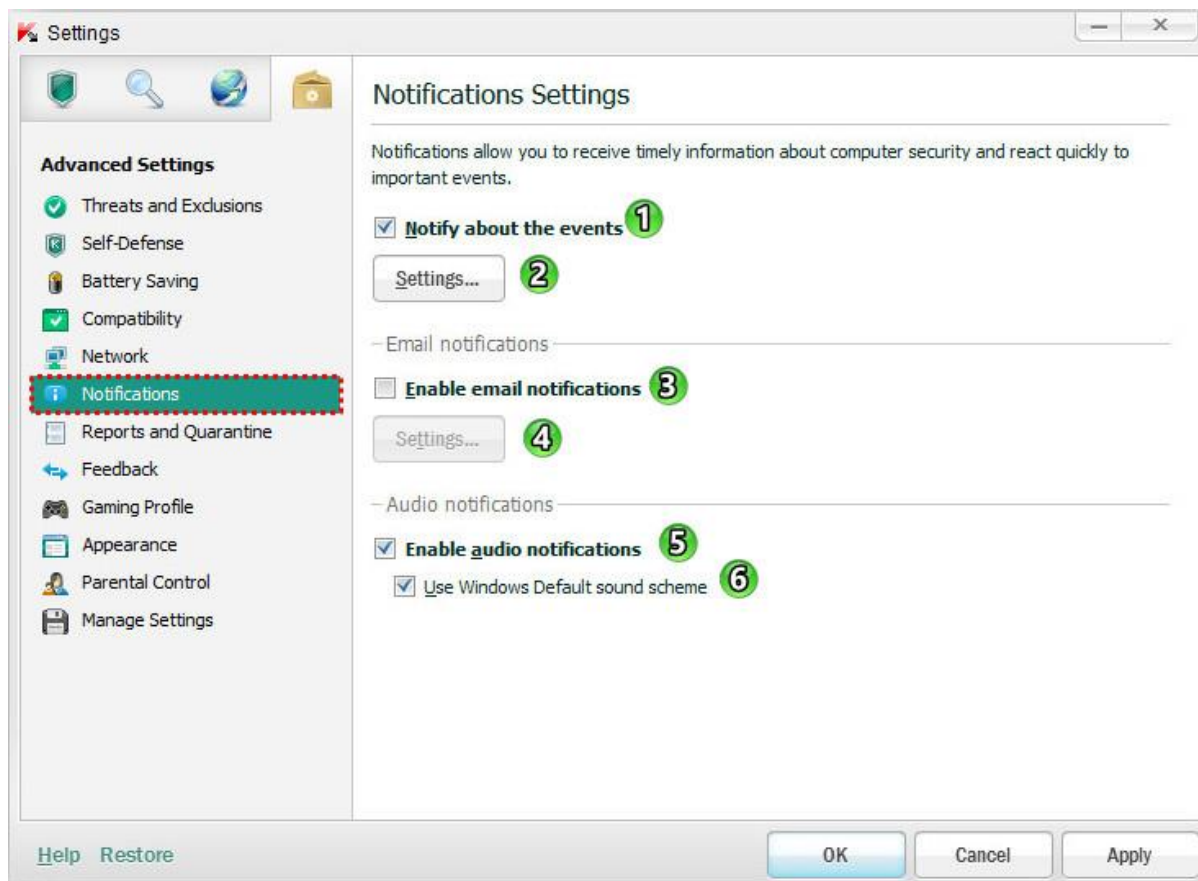 Settings
Advanced Settings
Threats and Exclusions
Self-Defense
Battery Saving
Compatibility
Network
Notifications
Reports and Quarantine
Feedback
Gaming Profile
Appearance
Parental Control
Manage Settings
Notifications Settings
Notifications allow you to receive timely information about computer security and react quickly to
important events.
Notify about the events 1
Settings... 2
Email notifications
Enable email notifications 3
Settings... 4
Audio notifications
Enable audio notifications 5
Use Windows Default sound scheme 6
Help Restore OK Cancel Apply